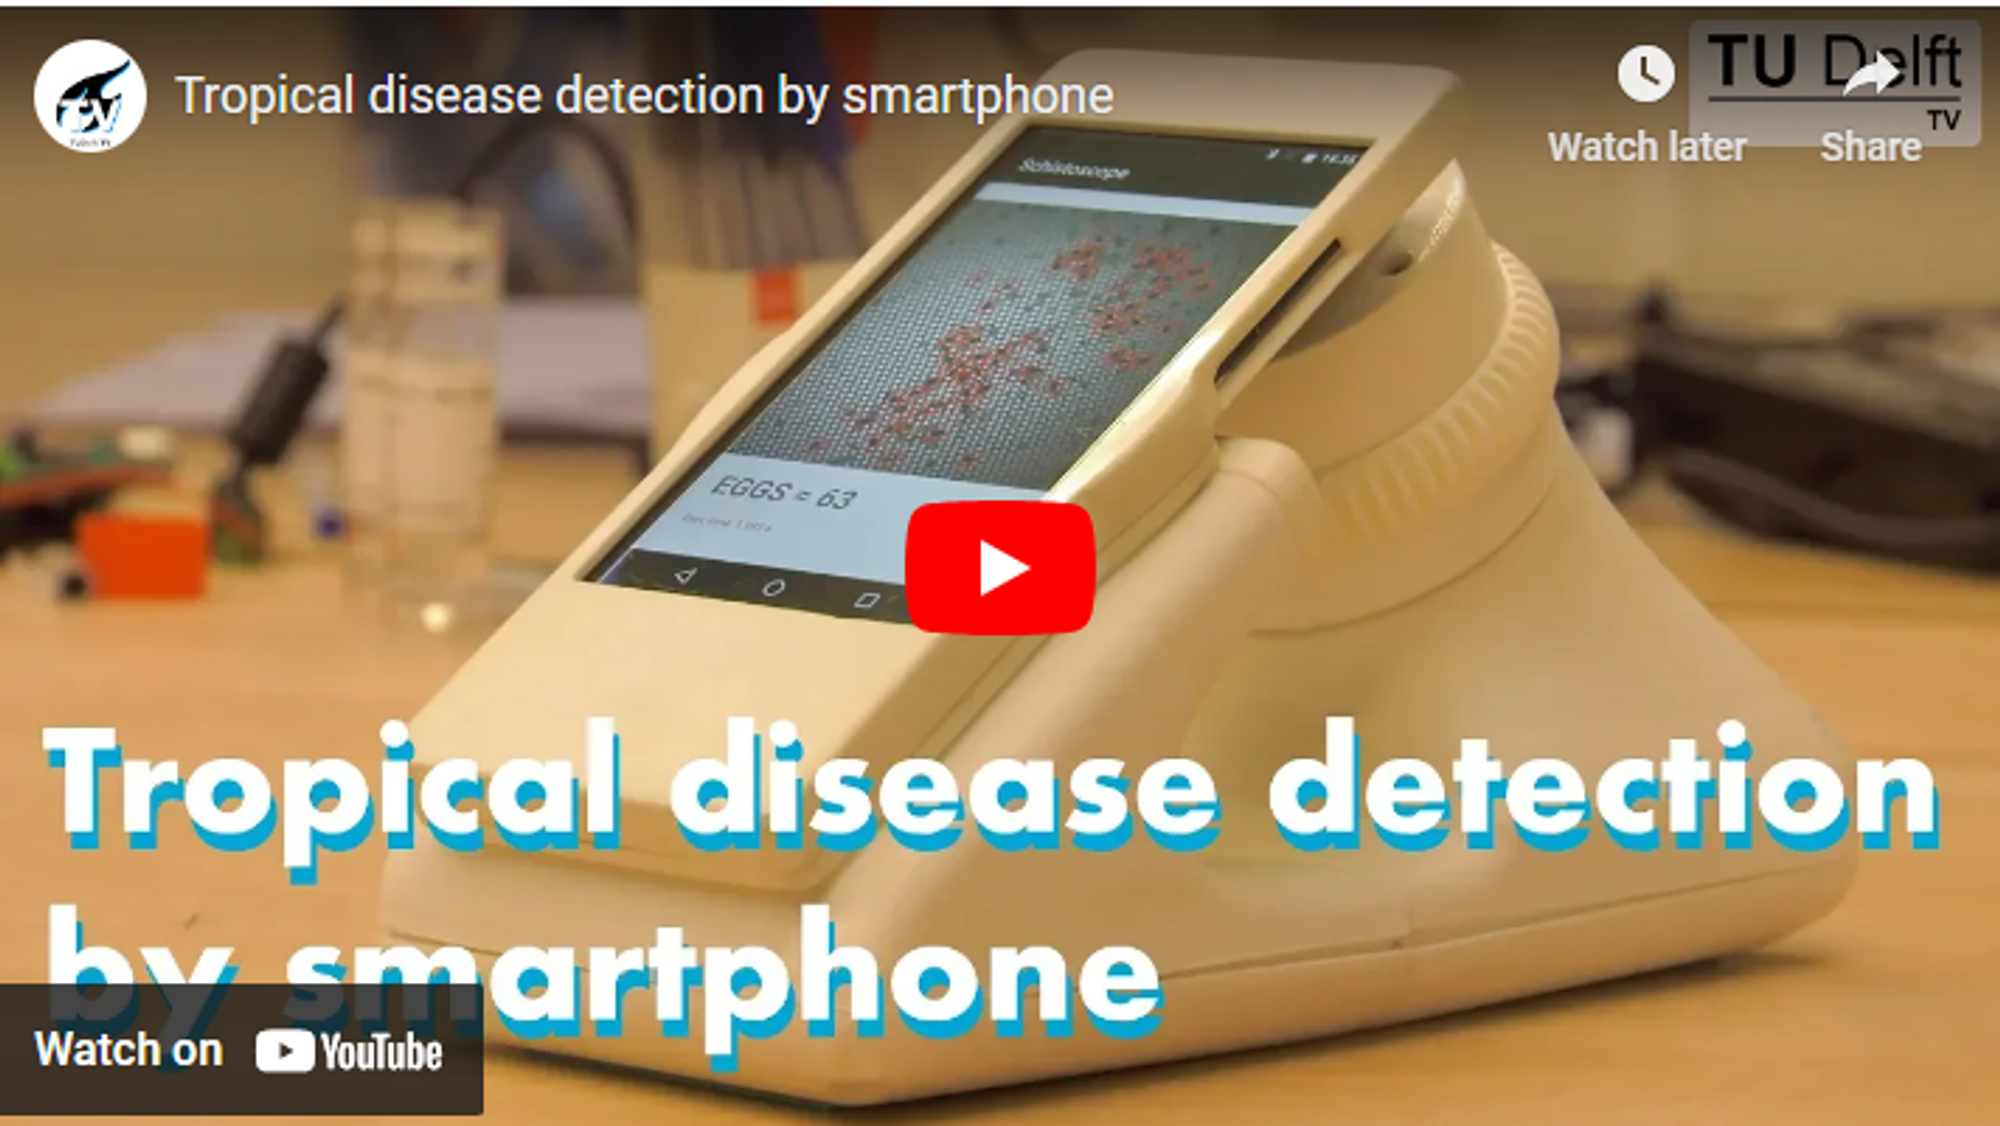 Tropical disease detection by smartphone
TU Delft
TV
Watch later
Share
Schistoscope
EGGS = 63
Tropical disease detection
by smartphone
Watch on YouTube